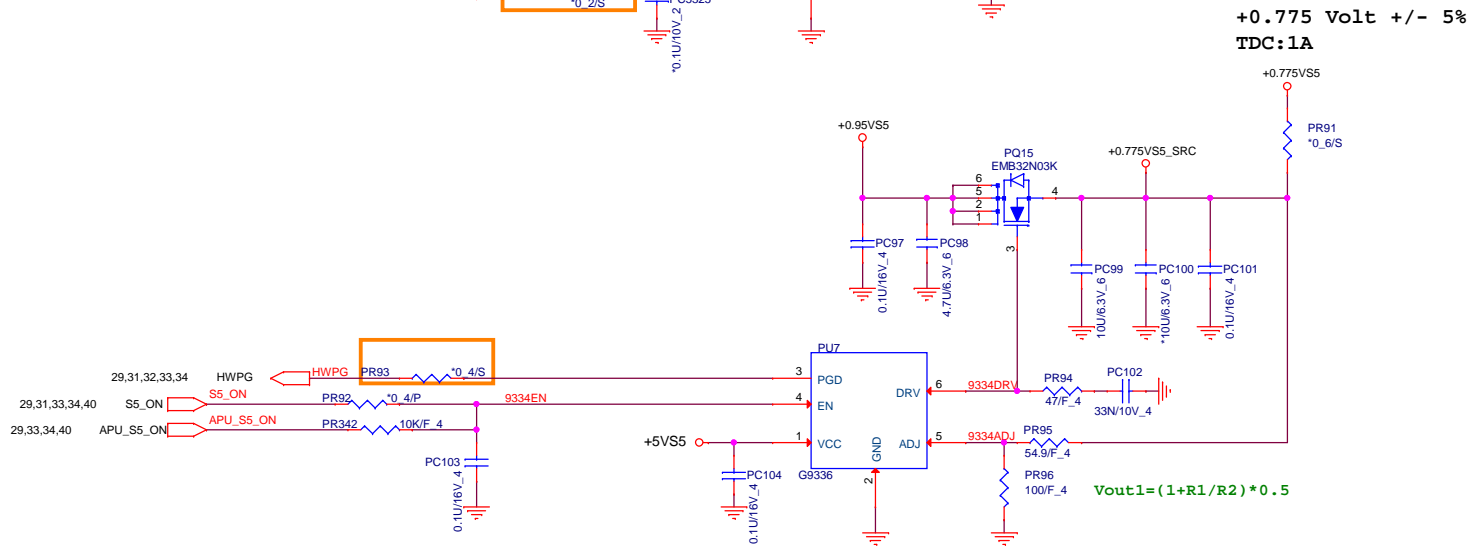 *0_2/S
*0.1U/10V_2
+0.775 Volt +/- 5%
TDC:1A
+0.775VS5
PR91
*0_6/S
+0.95VS5
PQ15
EMB32N03K
+0.775VS5_SRC
6
5
2
1
4
3
PC97
0.1U/16V_4
PC98
4.7U/6.3V_6
PC99
10U/6.3V_6
PC100
*10U/6.3V_6
PC101
0.1U/16V_4
PU7
29,31,32,33,34 HWPG HWPG PR93 *0_4/S 3 PGD
29,31,33,34,40 S5_ON S5_ON PR92 *0_4/P 9334EN 4 EN
29,33,34,40 APU_S5_ON APU_S5_ON PR342 10K/F_4
DRV 6 9334DRV PR94 47/F_4 PC102 33N/10V_4
+5VS5 1 VCC
GND 2
ADJ 5 9334ADJ PR95 54.9/F_4
PC103
0.1U/16V_4
PC104
0.1U/16V_4
G9336
PR96
100/F_4
Vout1=(1+R1/R2)*0.5